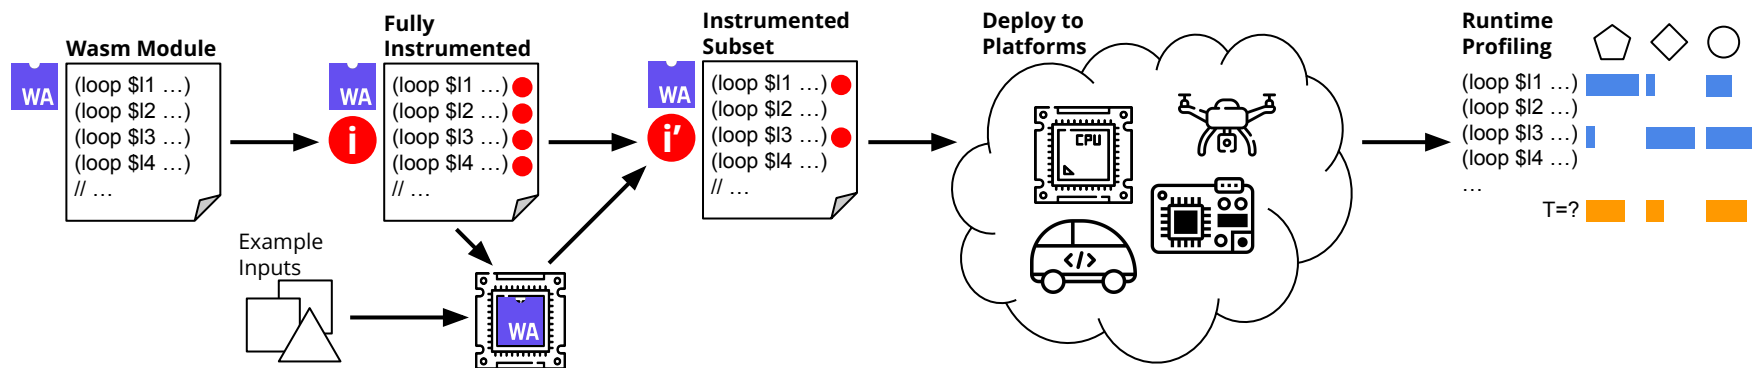 Wasm Module
WA
(loop $l1 …)
(loop $l2 …)
(loop $l3 …)
(loop $l4 …)
// …
Fully
Instrumented
WA
i
(loop $l1 …)
(loop $l2 …)
(loop $l3 …)
(loop $l4 …)
// …
Example
Inputs
WA
Instrumented
Subset
WA
i’
(loop $l1 …)
(loop $l2 …)
(loop $l3 …)
(loop $l4 …)
// …
Deploy to
Platforms
CPU
</>
Runtime
Profiling
(loop $l1 …)
(loop $l2 …)
(loop $l3 …)
(loop $l4 …)
…
T=?